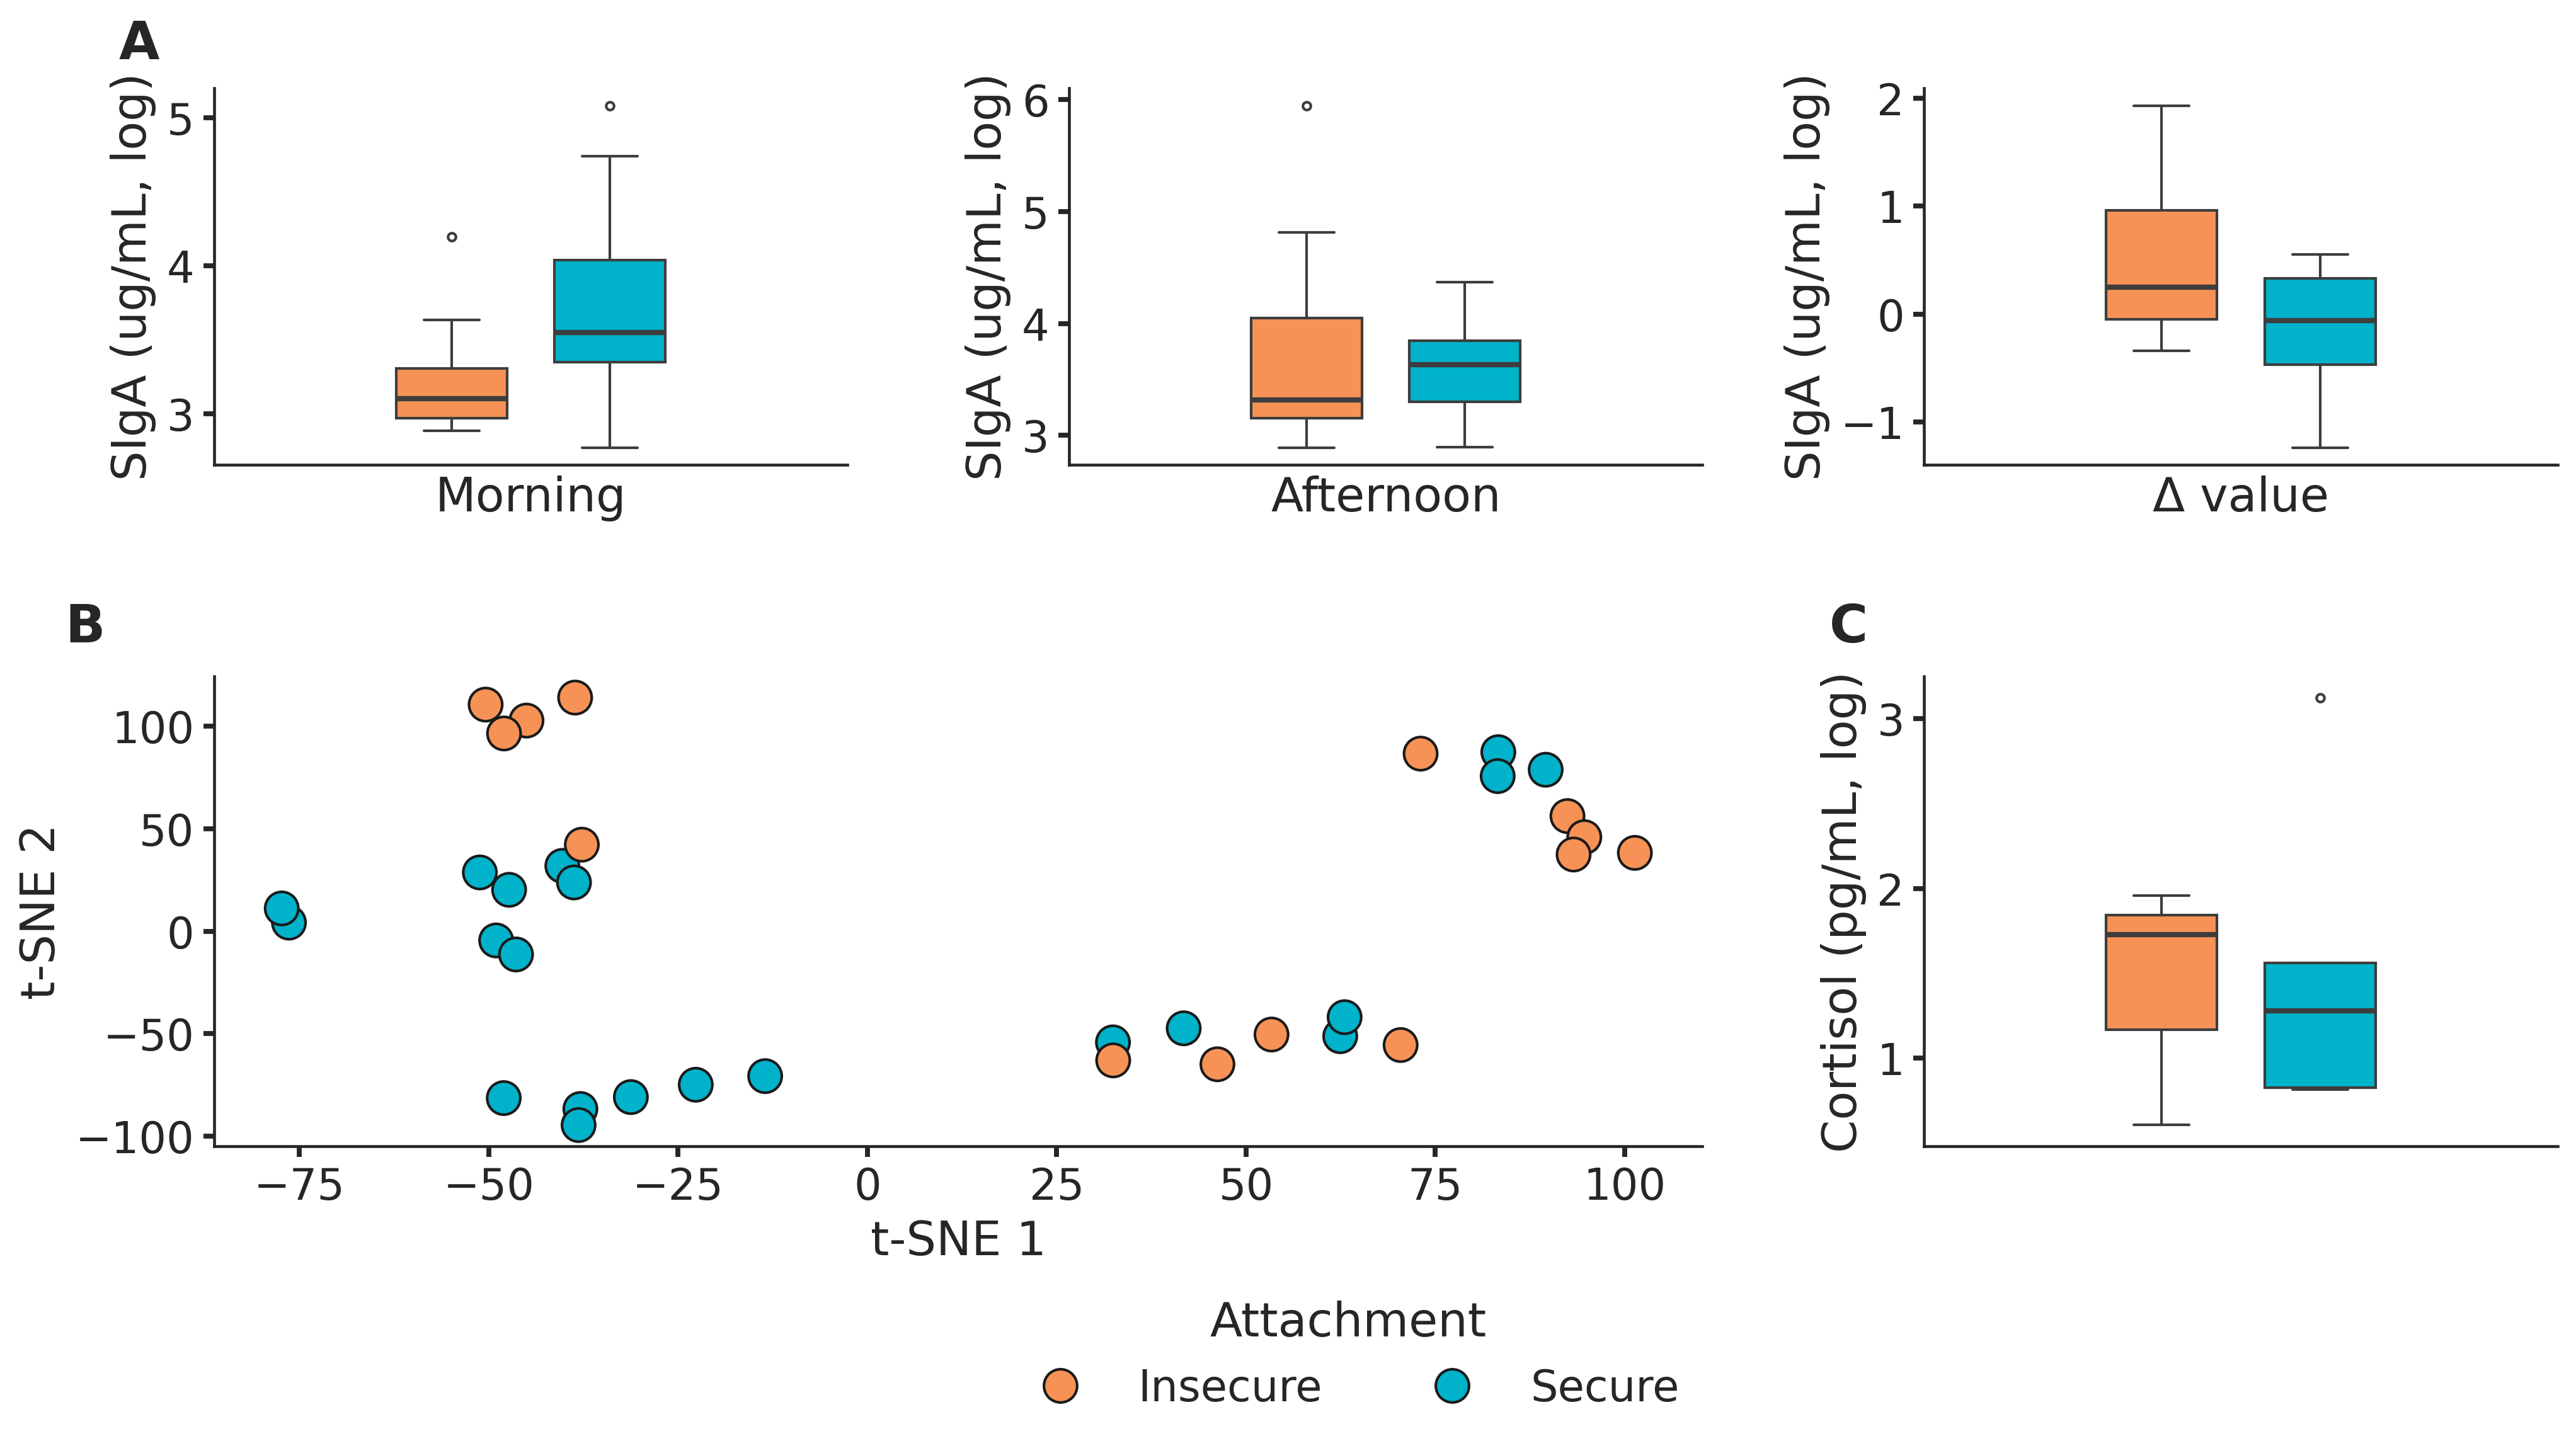 A
SIgA (ug/mL, log)
5
4
3
Morning
SIgA (ug/mL, log)
6
5
4
3
Afternoon
SIgA (ug/mL, log)
2
1
0
−1
Δ value
B
t-SNE 2
100
50
0
−50
−100
−75 −50 −25 0 25 50 75 100
t-SNE 1
C
Cortisol (pg/mL, log)
3
2
1
Attachment
Insecure Secure